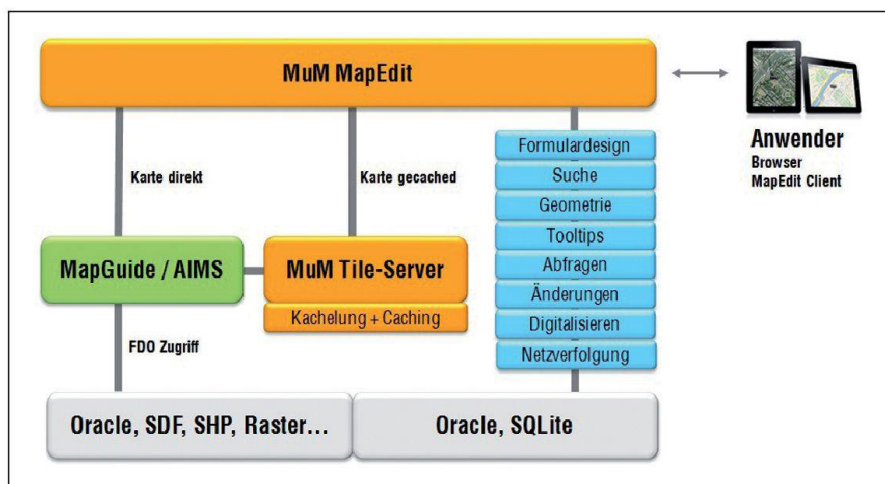 MuM MapEdit
Anwender
Browser
MapEdit Client
Karte direkt
Karte gecached
Formulardesign
Suche
Geometrie
Tooltips
Abfragen
Änderungen
Digitalisieren
Netzverfolgung
MapGuide / AIMS
MuM Tile-Server
Kachelung + Caching
FDO Zugriff
Oracle, SDF, SHP, Raster...
Oracle, SQLite